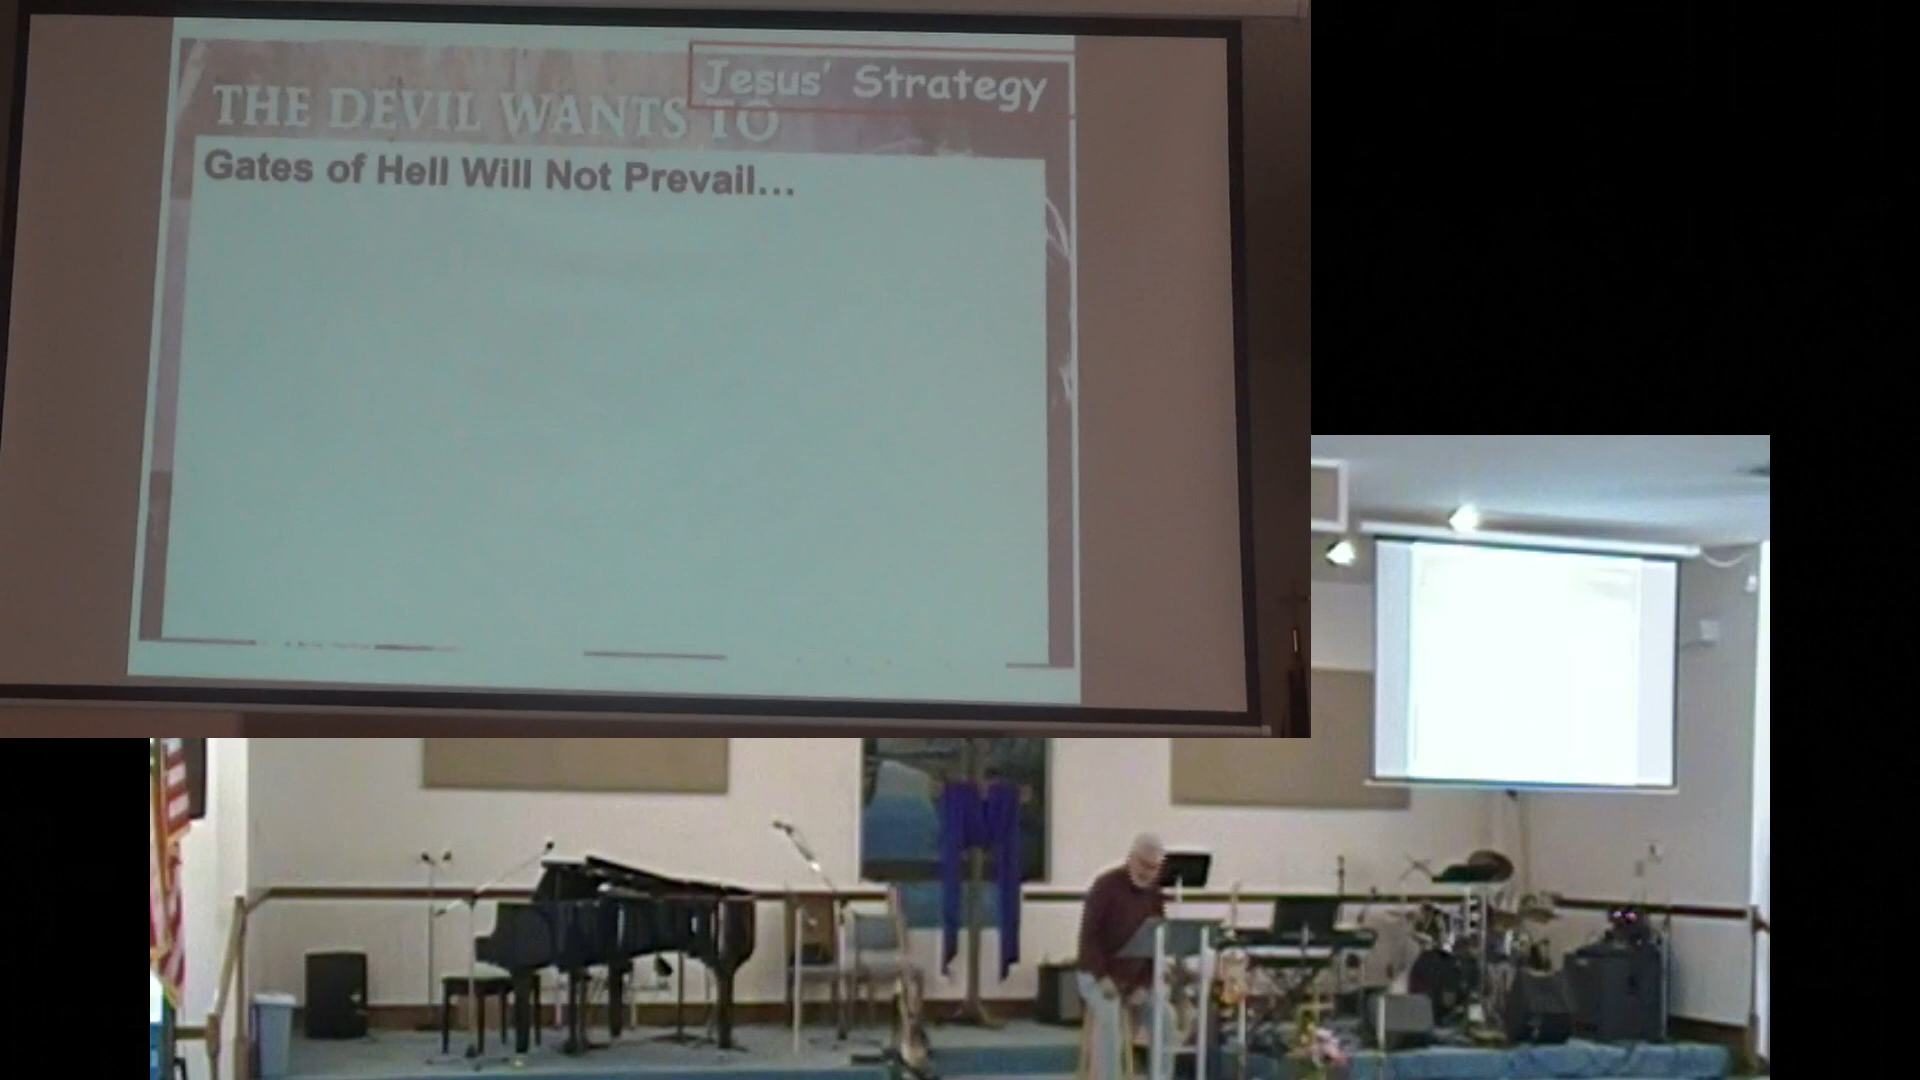 Jesus’ Strategy
THE DEVIL WANTS TO
Gates of Hell Will Not Prevail...